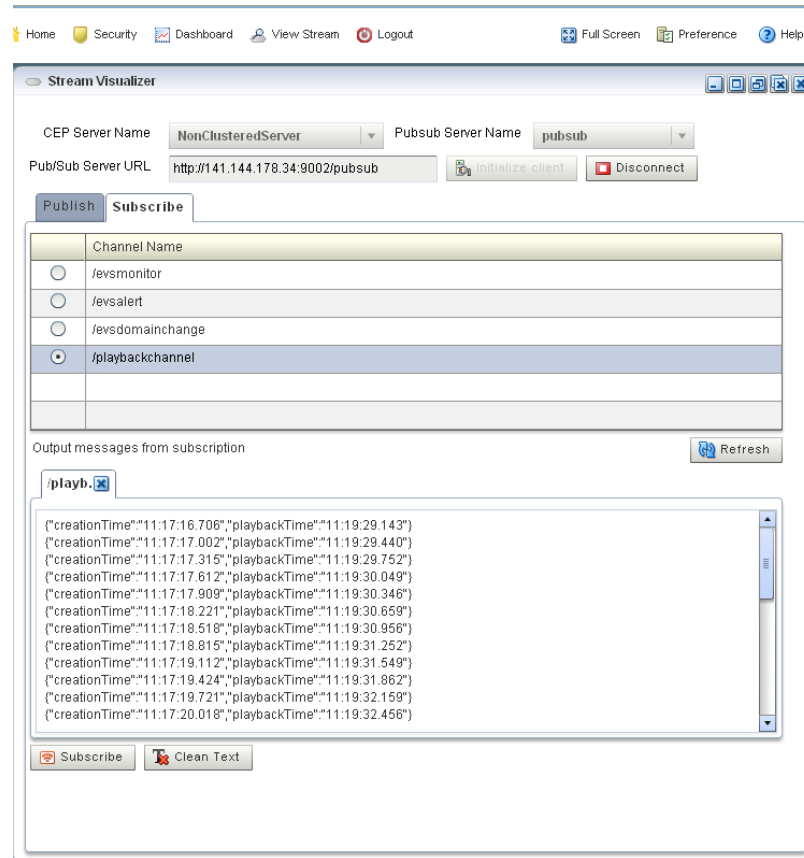 Home Security Dashboard View Stream Logout Full Screen Preference Help
Stream Visualizer
CEP Server Name NonClusteredServer Pubsub Server Name pubsub
Pub/Sub Server URL http://141.144.178.34:9002/pubsub Initialize client Disconnect
Publish Subscribe
Channel Name
/evsmonitor
/evsalert
/evsdomainchange
/playbackchannel
Output messages from subscription Refresh
/playb.
{"creationTime":"11:17:16.706","playbackTime":"11:19:29.143"}
{"creationTime":"11:17:17.002","playbackTime":"11:19:29.440"}
{"creationTime":"11:17:17.315","playbackTime":"11:19:29.752"}
{"creationTime":"11:17:17.612","playbackTime":"11:19:30.049"}
{"creationTime":"11:17:17.909","playbackTime":"11:19:30.346"}
{"creationTime":"11:17:18.221","playbackTime":"11:19:30.659"}
{"creationTime":"11:17:18.518","playbackTime":"11:19:30.956"}
{"creationTime":"11:17:18.815","playbackTime":"11:19:31.252"}
{"creationTime":"11:17:19.112","playbackTime":"11:19:31.549"}
{"creationTime":"11:17:19.424","playbackTime":"11:19:31.862"}
{"creationTime":"11:17:19.721","playbackTime":"11:19:32.159"}
{"creationTime":"11:17:20.018","playbackTime":"11:19:32.456"}
Subscribe Clean Text